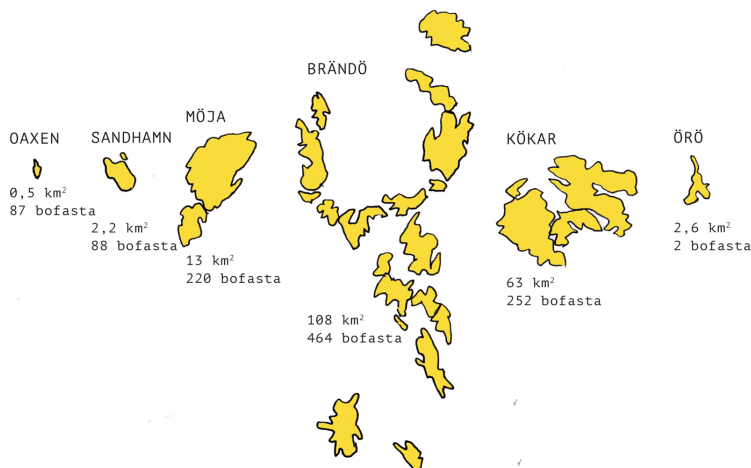 OAXEN
0,5 km²
87 bofasta
SANDHAMN
2,2 km²
88 bofasta
MÖJA
13 km²
220 bofasta
BRÄNDÖ
108 km²
464 bofasta
KÖKAR
63 km²
252 bofasta
ÖRÖ
2,6 km²
2 bofasta